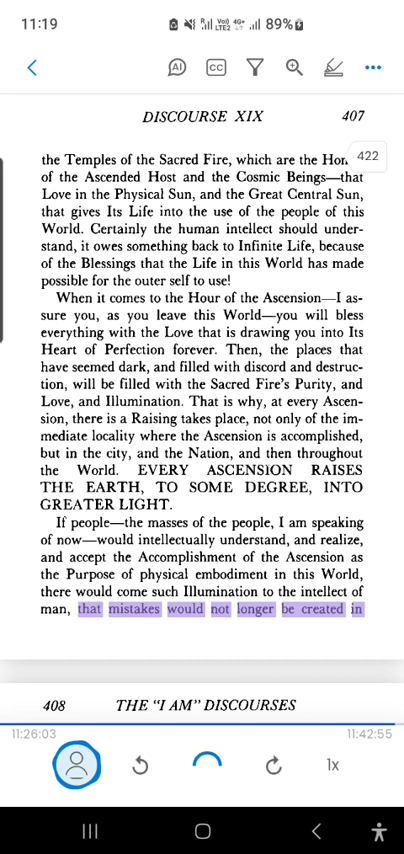 11:19
89%
AI
CC
DISCOURSE XIX 407
422
the Temples of the Sacred Fire, which are the
of the Ascended Host and the Cosmic Beings—that
Love in the Physical Sun, and the Great Central Sun,
that gives Its Life into the use of the people of this
World. Certainly the human intellect should under-
stand, it owes something back to Infinite Life, because
of the Blessings that the Life in this World has made
possible for the outer self to use!
When it comes to the Hour of the Ascension—I as-
sure you, as you leave this World—you will bless
everything with the Love that is drawing you into Its
Heart of Perfection forever. Then, the places that
have seemed dark, and filled with discord and destruc-
tion, will be filled with the Sacred Fire's Purity, and
Love, and Illumination. That is why, at every Ascen-
sion, there is a Raising takes place, not only of the im-
mediate locality where the Ascension is accomplished,
but in the city, and the Nation, and then throughout
the World. EVERY ASCENSION RAISES
THE EARTH, TO SOME DEGREE, INTO
GREATER LIGHT.
If people—the masses of the people, I am speaking
of now—would intellectually understand, and realize,
and accept the Accomplishment of the Ascension as
the Purpose of physical embodiment in this World,
there would come such Illumination to the intellect of
man, that mistakes would not longer be created in
408 THE "I AM" DISCOURSES
11:26:03 11:42:55
1x